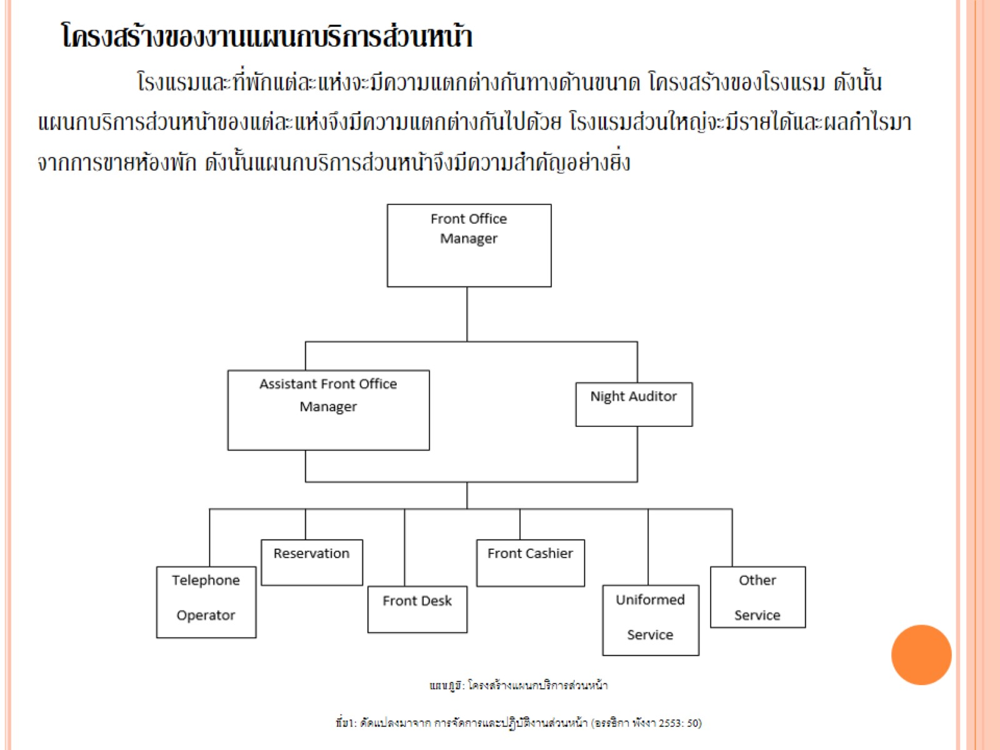 โครงสร้างของงานแผนกบริการส่วนหน้า
โรงแรมและที่พักแต่ละแห่งจะมีความแตกต่างกันทางด้านขนาด โครงสร้างของโรงแรม ดังนั้น
แผนกบริการส่วนหน้าของแต่ละแห่งจึงมีความแตกต่างกันไปด้วย โรงแรมส่วนใหญ่จะมีรายได้และผลกำไรมา
จากการขายห้องพัก ดังนั้นแผนกบริการส่วนหน้าจึงมีความสำคัญอย่างยิ่ง
Front Office
Manager
Assistant Front Office
Manager
Night Auditor
Reservation
Front Cashier
Telephone
Operator
Front Desk
Uniformed
Service
Other
Service
แผนภูมิ: โครงสร้างแผนกบริการส่วนหน้า
ที่มา: ดัดแปลงมาจาก การจัดการและปฏิบัติงานส่วนหน้า (อรรธิกา พังงา 2553: 50)